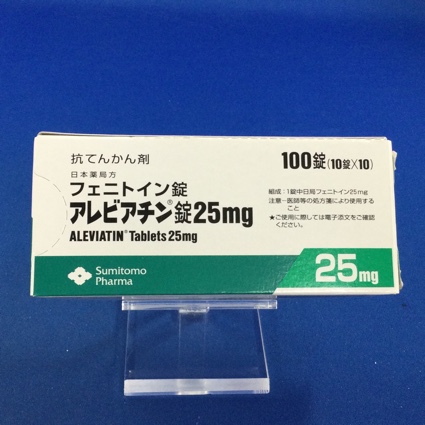 抗てんかん剤
日本薬局方
フェニトイン錠
アレビアチン®錠25mg
ALEVIATIN® Tablets 25mg
100錠(10錠×10)
組成:1錠中日局フェニトイン25mg
注意-医師等の処方箋により使用する
こと
★ご使用に際しては電子添文をご確認
ください。
Sumitomo
Pharma
25mg